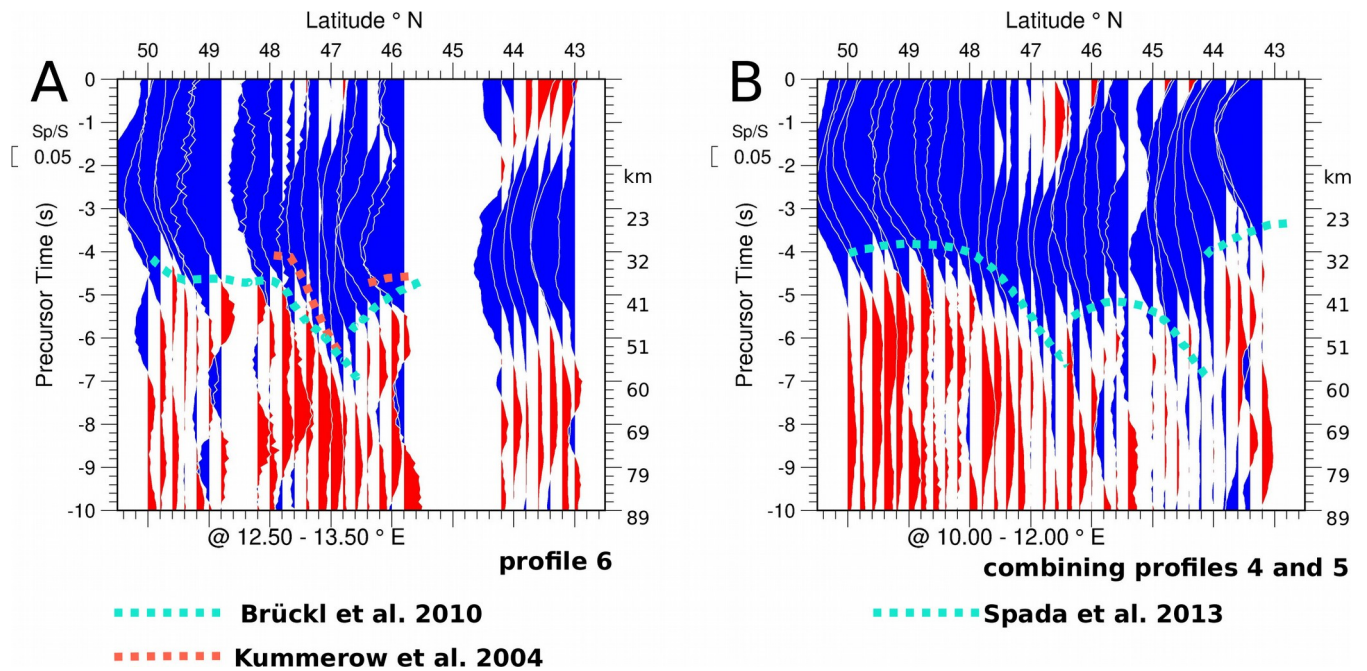 Latitude ° N
50 49 48 47 46 45 44 43
A
0
-1
-2
-3
-4
-5
-6
-7
-8
-9
-10
Sp/S
0.05
Precursor Time (s)
km
23
32
41
51
60
69
79
89
@ 12.50 - 13.50 ° E
profile 6
Brückl et al. 2010
Kummerow et al. 2004
Latitude ° N
50 49 48 47 46 45 44 43
B
0
-1
-2
-3
-4
-5
-6
-7
-8
-9
-10
Sp/S
0.05
Precursor Time (s)
km
23
32
41
51
60
69
79
89
@ 10.00 - 12.00 ° E
combining profiles 4 and 5
Spada et al. 2013